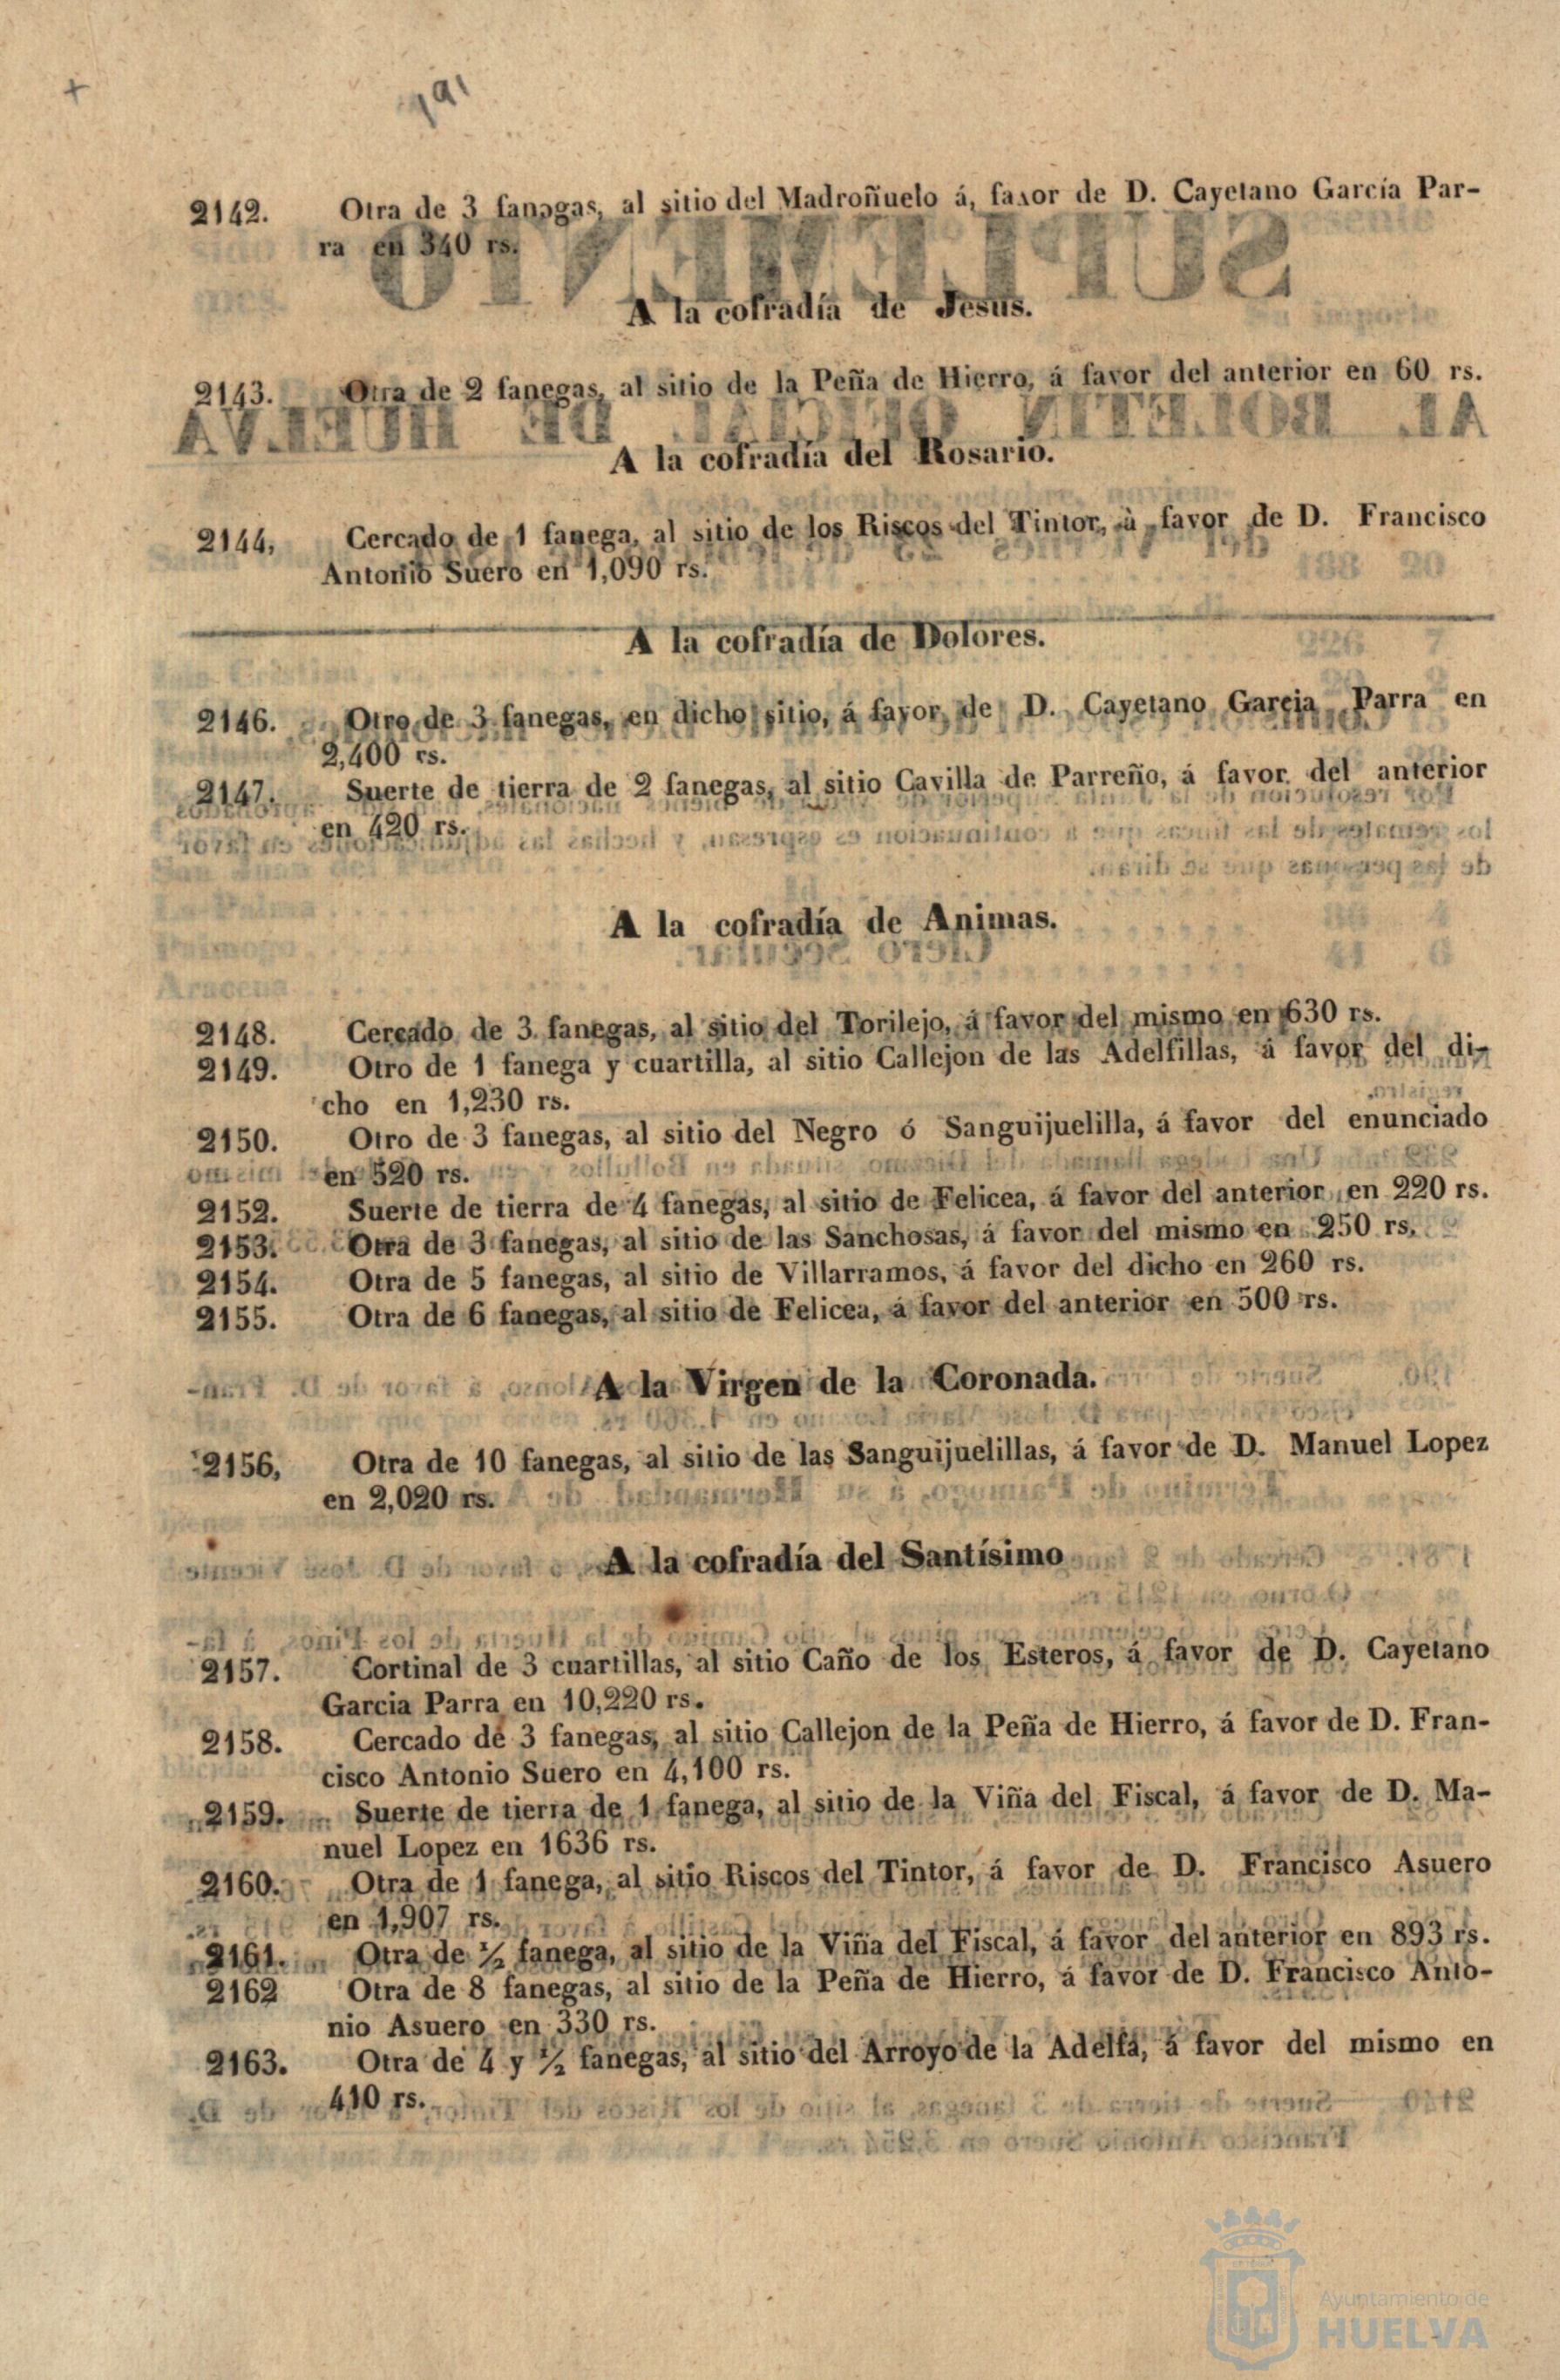 191
2142. Otra de 3 fanegas, al sitio del Madroñuelo á, favor de D. Cayetano García Par-
ra en 340 rs.
A la cofradía de Jesus.
2143. Otra de 2 fanegas, al sitio de la Peña de Hierro, á favor del anterior en 60 rs.
A la cofradía del Rosario.
2144, Cercado de 1 fanega, al sitio de los Riscos del Tintor, à favor de D. Francisco
Antonio Suero en 1,090 rs.
A la cofradía de Dolores.
2146. Otro de 3 fanegas, en dicho sitio, á favor de D. Cayetano Garcia Parra en
2,400 rs.
2147. Suerte de tierra de 2 fanegas, al sitio Cavilla de Parreño, á favor del anterior
en 420 rs.
A la cofradía de Animas.
2148. Cercado de 3 fanegas, al sitio del Torilejo, á favor del mismo en 630 rs.
2149. Otro de 1 fanega y cuartilla, al sitio Callejon de las Adelfillas, á favor del di-
cho en 1,230 rs.
2150. Otro de 3 fanegas, al sitio del Negro ó Sanguijuelilla, á favor del enunciado
en 520 rs.
2152. Suerte de tierra de 4 fanegas, al sitio de Felicea, á favor del anterior en 220 rs.
2153. Otra de 3 fanegas, al sitio de las Sanchosas, á favor del mismo en 250 rs.
2154. Otra de 5 fanegas, al sitio de Villarramos, á favor del dicho en 260 rs.
2155. Otra de 6 fanegas, al sitio de Felicea, á favor del anterior en 500 rs.
A la Virgen de la Coronada.
2156, Otra de 10 fanegas, al sitio de las Sanguijuelillas, á favor de D. Manuel Lopez
en 2,020 rs.
A la cofradía del Santísimo
2157. Cortinal de 3 cuartillas, al sitio Caño de los Esteros, á favor de D. Cayetano
Garcia Parra en 10,220 rs.
2158. Cercado de 3 fanegas, al sitio Callejon de la Peña de Hierro, á favor de D. Fran-
cisco Antonio Suero en 4,100 rs.
2159. Suerte de tierra de 1 fanega, al sitio de la Viña del Fiscal, á favor de D. Ma-
nuel Lopez en 1636 rs.
2160. Otra de 1 fanega, al sitio Riscos del Tintor, á favor de D. Francisco Asuero
en 1,907 rs.
2161. Otra de ½ fanega, al sitio de la Viña del Fiscal, á favor del anterior en 893 rs.
2162 Otra de 8 fanegas, al sitio de la Peña de Hierro, á favor de D. Francisco Anto-
nio Asuero en 330 rs.
2163. Otra de 4 y ½ fanegas, al sitio del Arroyo de la Adelfa, á favor del mismo en
410 rs.
Ayuntamiento de
HUELVA